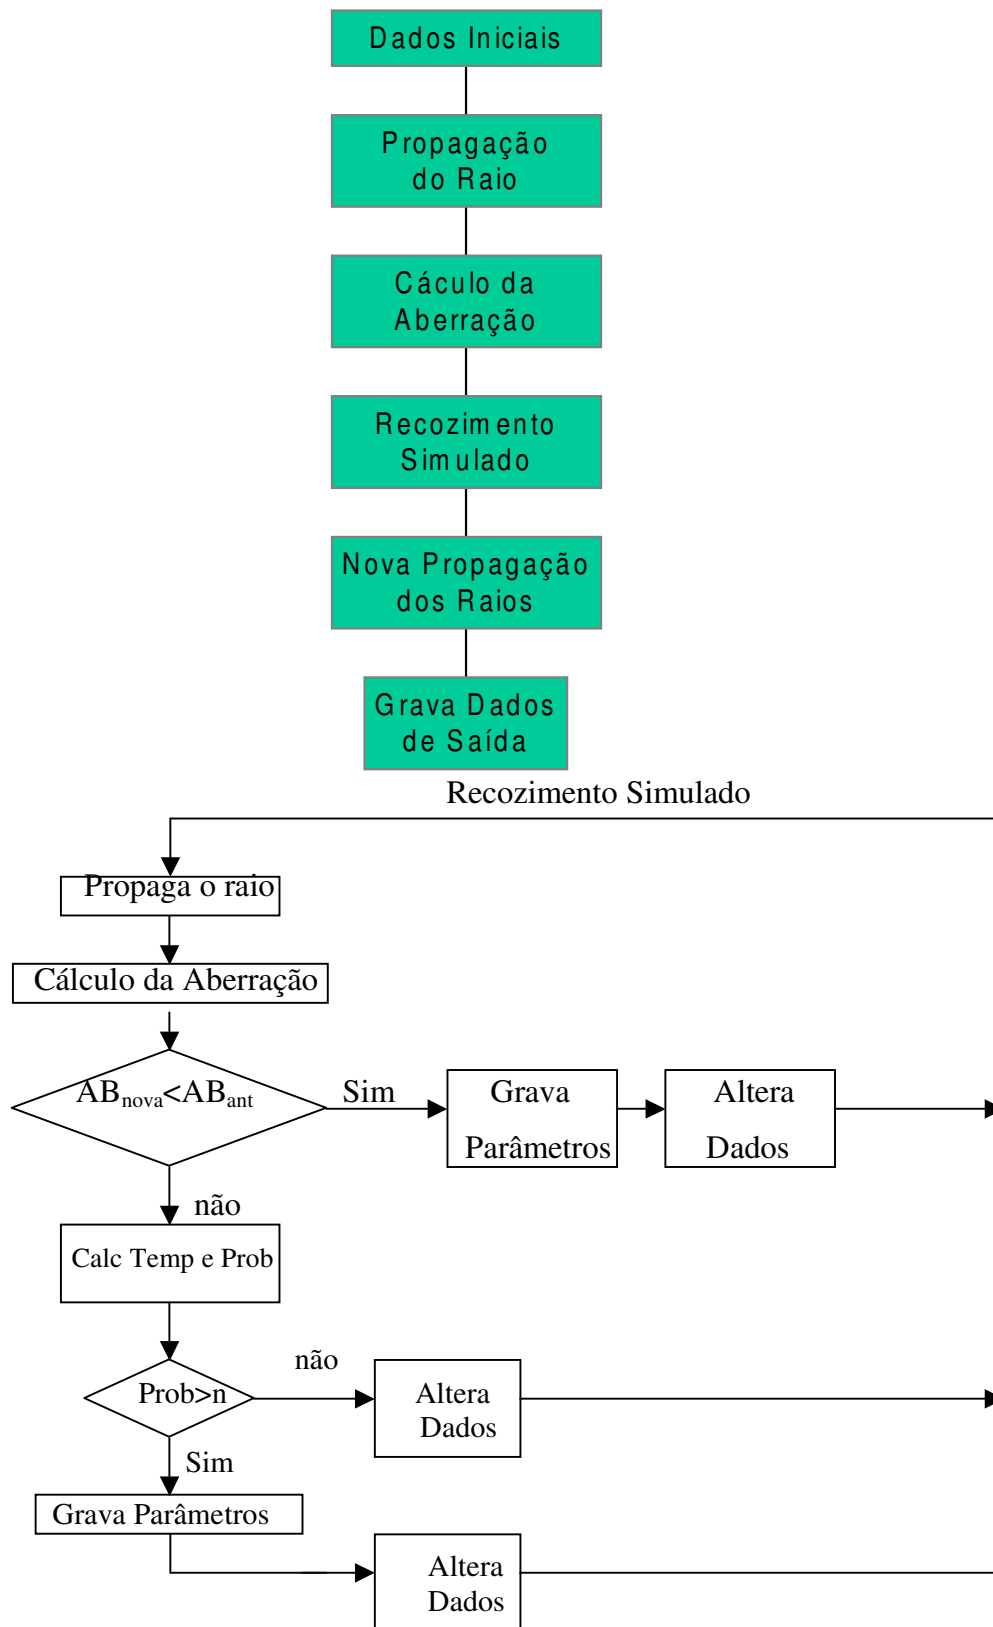 Dados Iniciais
Propagação
do Raio
Cáculo da
Aberração
Recozimento
Simulado
Nova Propagação
dos Raios
Grava Dados
de Saída
Recozimento Simulado
Propaga o raio
Cálculo da Aberração
ABnova<ABant
Sim
Grava
Parâmetros
Altera
Dados
não
Calc Temp e Prob
Prob>n
não
Altera
Dados
Sim
Grava Parâmetros
Altera
Dados